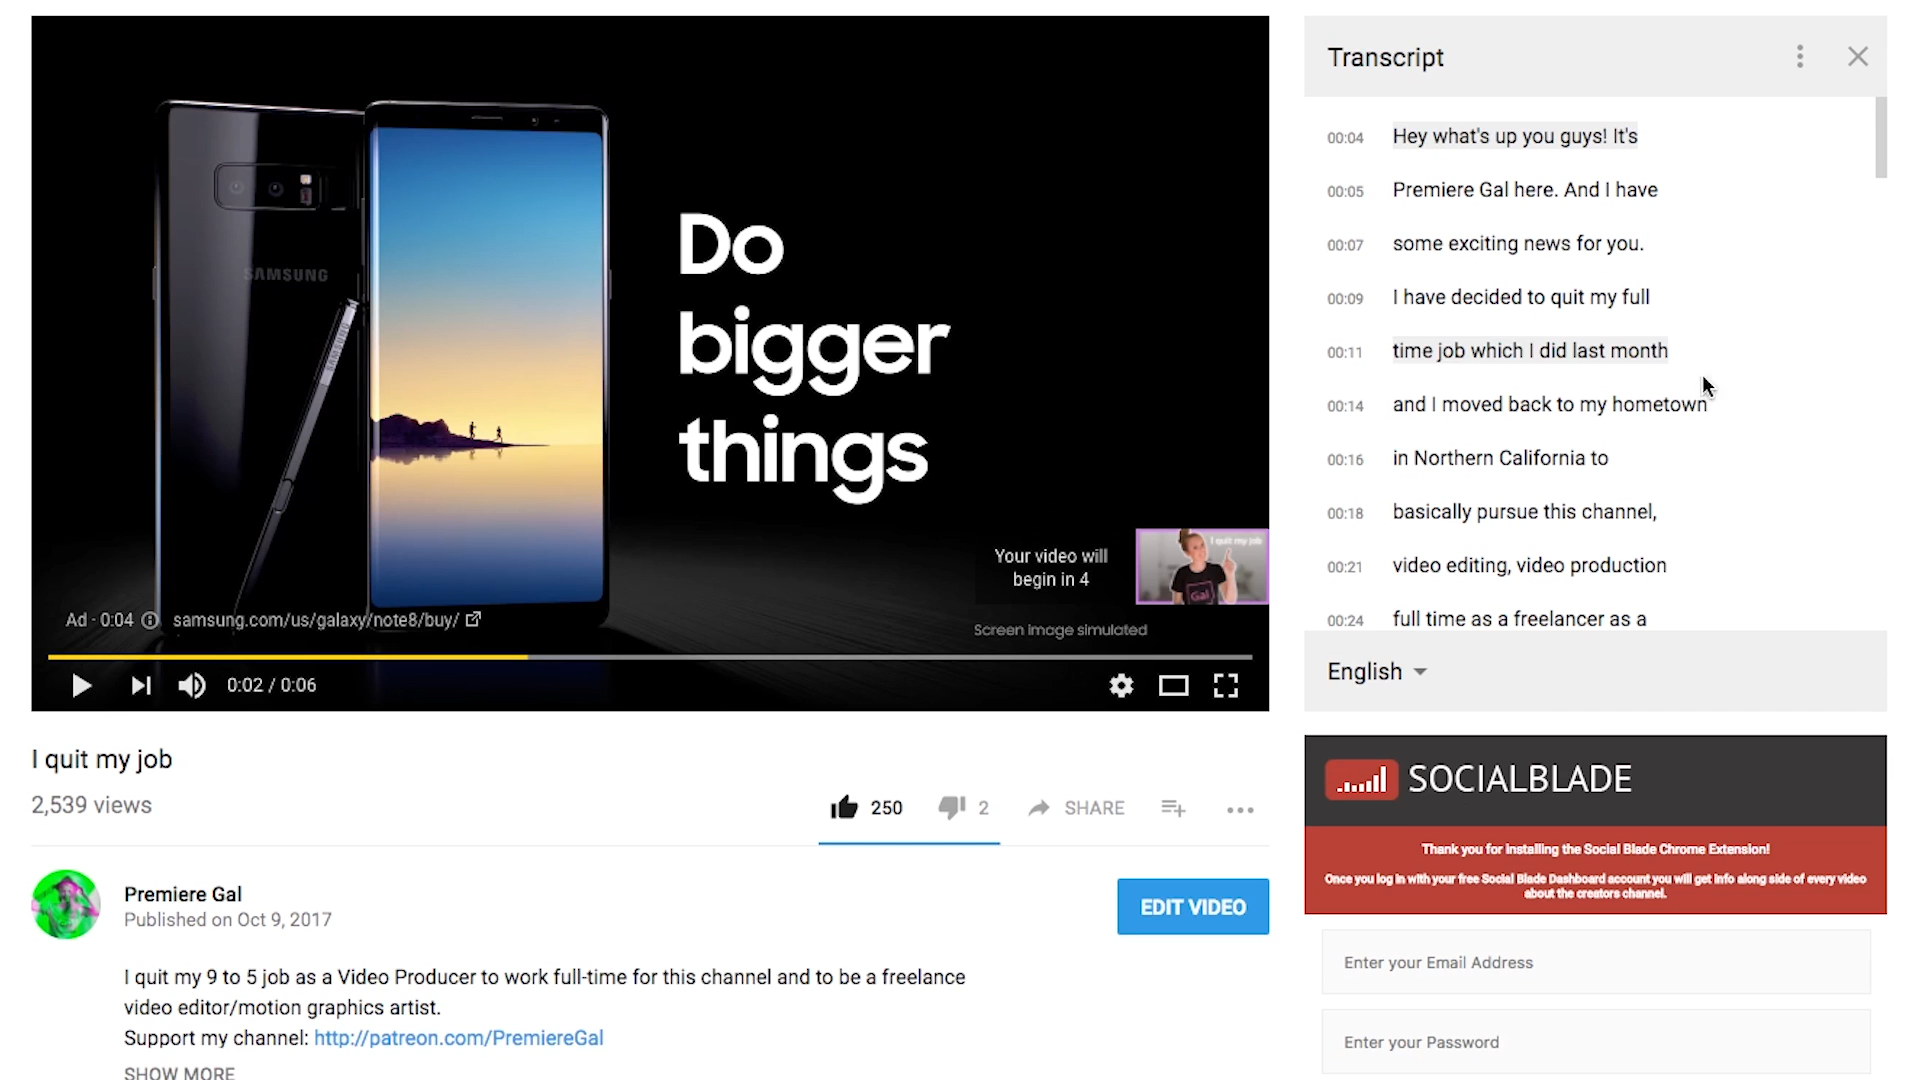 SAMSUNG
SAMSUNG
Do
bigger
things
Your video will
begin in 4
I quit my job
Gal
Ad · 0:04 samsung.com/us/galaxy/note8/buy/
Screen image simulated
0:02 / 0:06
Transcript
00:04 Hey what's up you guys! It's
00:05 Premiere Gal here. And I have
00:07 some exciting news for you.
00:09 I have decided to quit my full
00:11 time job which I did last month
00:14 and I moved back to my hometown
00:16 in Northern California to
00:18 basically pursue this channel,
00:21 video editing, video production
00:24 full time as a freelancer as a
English
I quit my job
2,539 views
250 2 SHARE
Premiere Gal
Published on Oct 9, 2017
EDIT VIDEO
I quit my 9 to 5 job as a Video Producer to work full-time for this channel and to be a freelance
video editor/motion graphics artist.
Support my channel: http://patreon.com/PremiereGal
SHOW MORE
SOCIALBLADE
Thank you for installing the Social Blade Chrome Extension!
Once you log in with your free Social Blade Dashboard account you will get info along side of every video
about the creators channel.
Enter your Email Address
Enter your Password